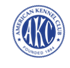 AMERICAN KENNEL CLUB
AKC
FOUNDED 1884